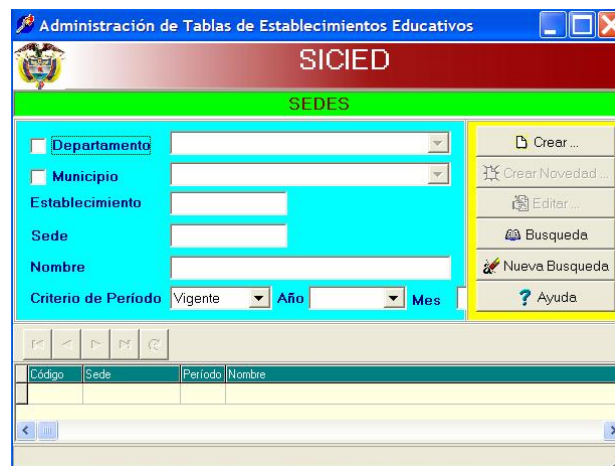 Administración de Tablas de Establecimientos Educativos
SICIED
SEDES
Departamento
Municipio
Establecimiento
Sede
Nombre
Criterio de Período Vigente Año Mes
Crear ...
Crear Novedad ...
Editar ...
Busqueda
Nueva Busqueda
? Ayuda
Código Sede Período Nombre